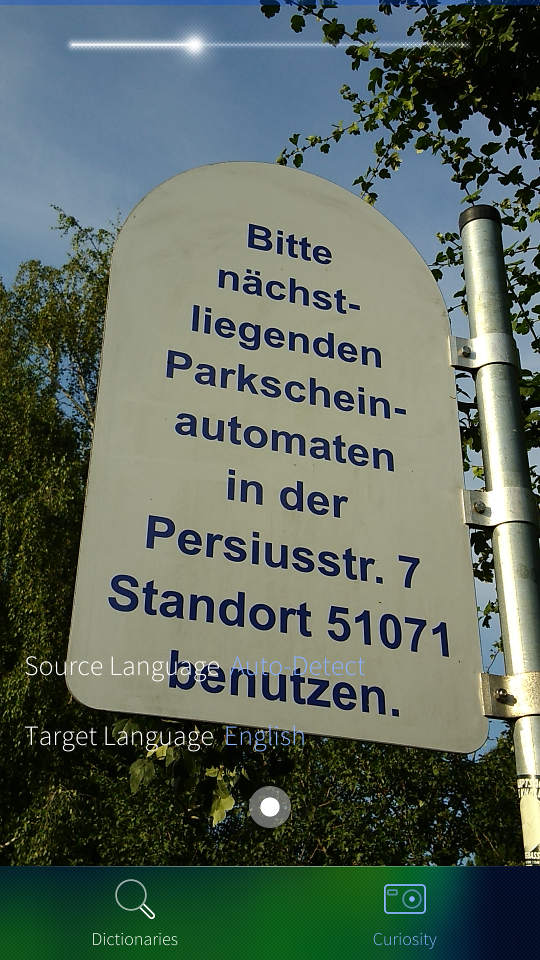 Bitte
nächst-
liegenden
Parkschein-
automaten
in der
Persiusstr. 7
Standort 51071
benutzen.
Source Language Auto-Detect
Target Language English
Dictionaries
Curiosity